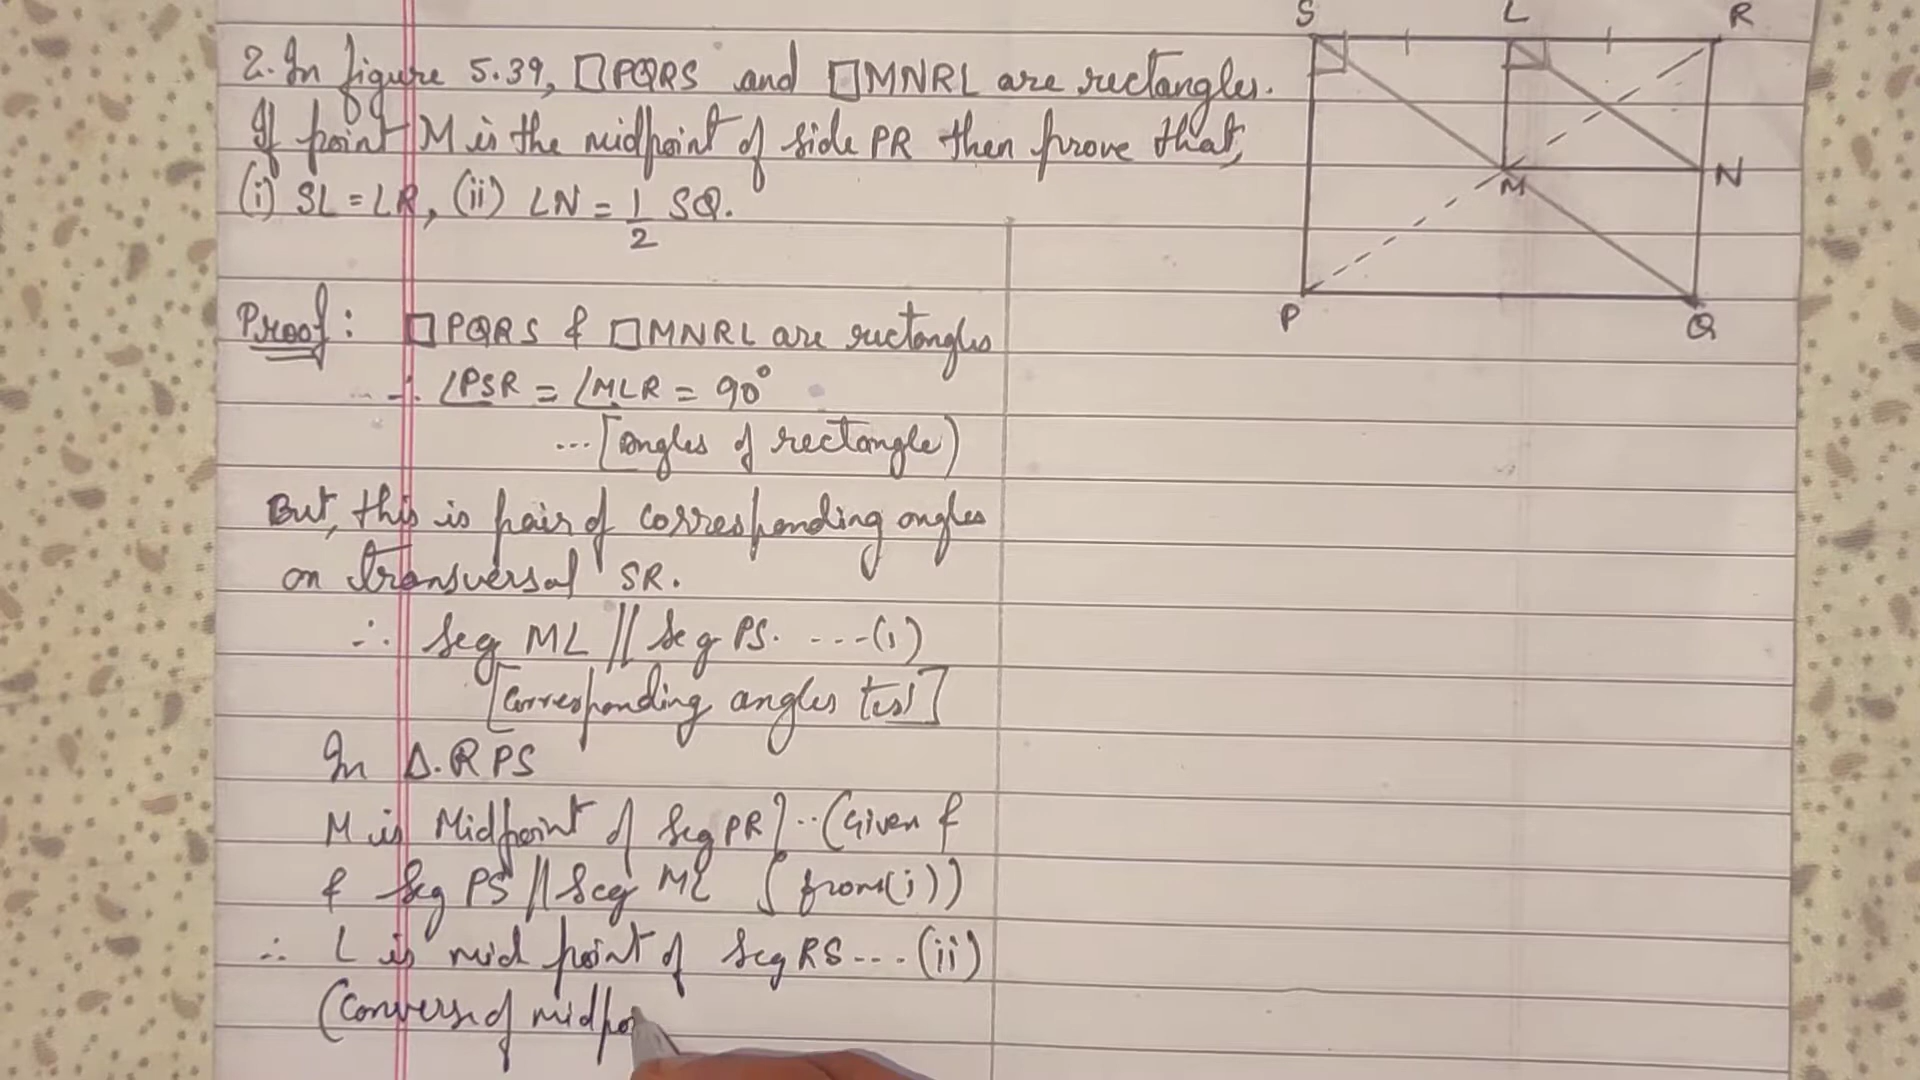 2. In figure 5.39, □PQRS and □MNRL are rectangles.
If point M is the midpoint of side PR then prove that,
(i) SL = LR, (ii) LN = 1/2 SQ.
S L R
M N
P Q
Proof: □PQRS & □MNRL are rectangles
∴ ∠PSR = ∠MLR = 90°
...[angles of rectangle)
But, this is pair of corresponding angles
on transversal SR.
∴ Seg ML || Seg PS. ----(i)
[Corresponding angles test]
In Δ.RPS
M is Midpoint of Seg PR } ..(Given &
& Seg PS || Seg ML } from(i))
∴ L is mid point of Seg RS--- (ii)
(Converse of midpo